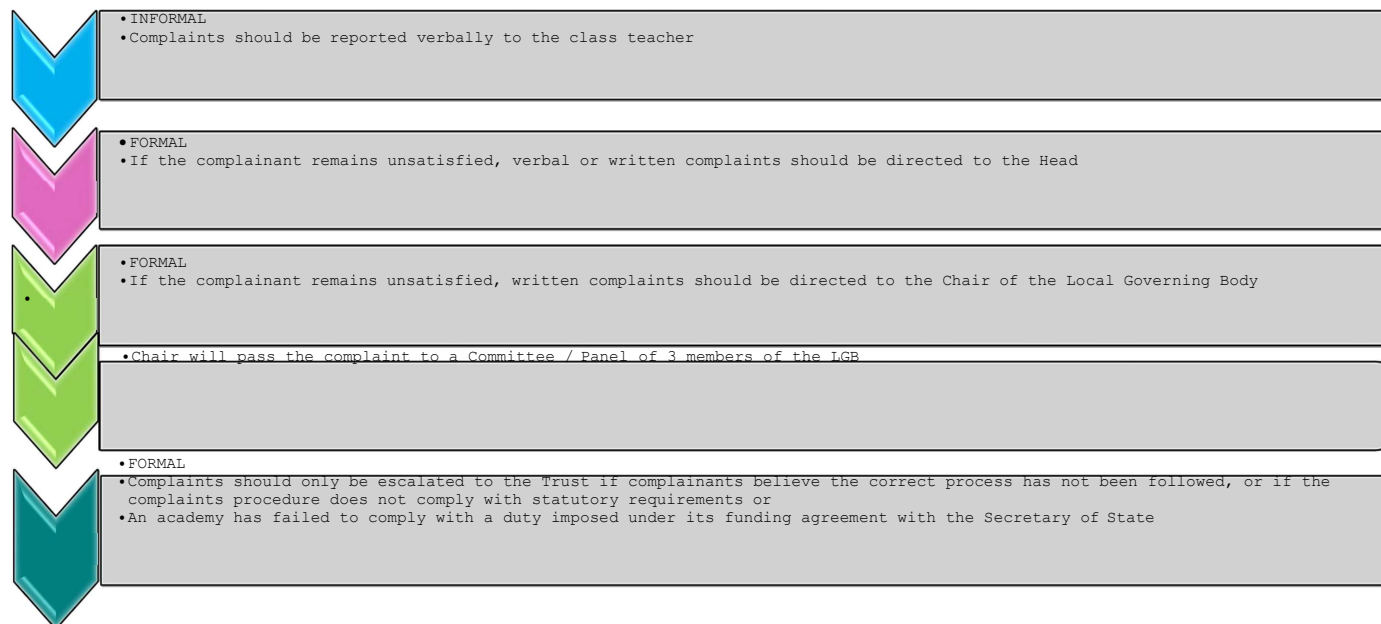 •INFORMAL
•Complaints should be reported verbally to the class teacher
•FORMAL
•If the complainant remains unsatisfied, verbal or written complaints should be directed to the Head
•FORMAL
•If the complainant remains unsatisfied, written complaints should be directed to the Chair of the Local Governing Body
•
•Chair will pass the complaint to a Committee / Panel of 3 members of the LGB
•FORMAL
•Complaints should only be escalated to the Trust if complainants believe the correct process has not been followed, or if the
complaints procedure does not comply with statutory requirements or
•An academy has failed to comply with a duty imposed under its funding agreement with the Secretary of State